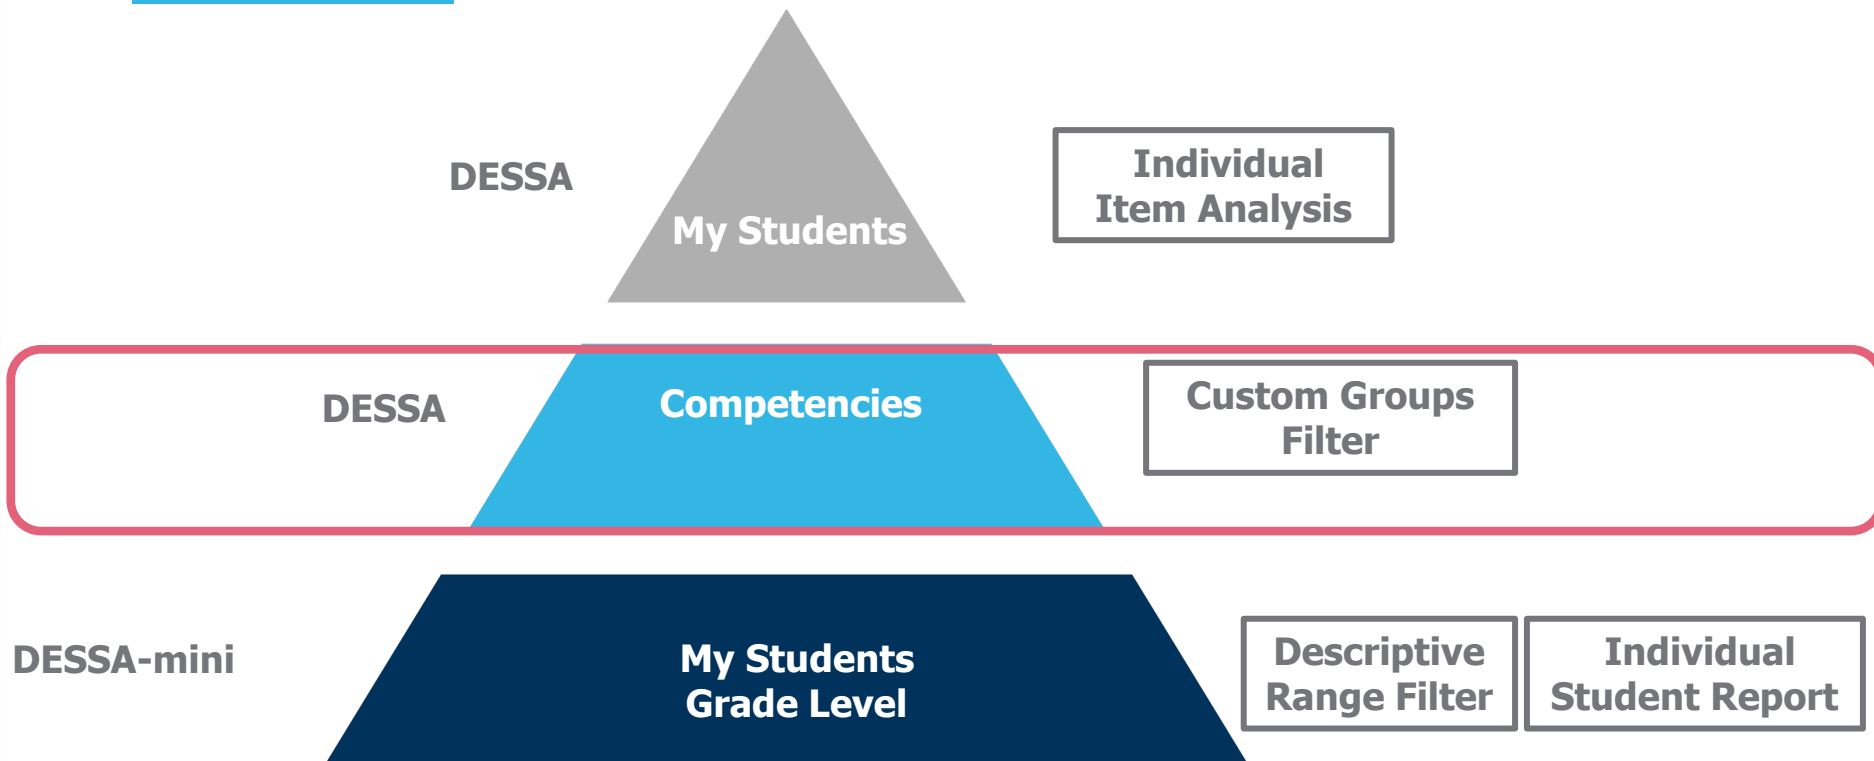 DESSA
My Students
Individual
Item Analysis
DESSA
Competencies
Custom Groups
Filter
DESSA-mini
My Students
Grade Level
Descriptive
Range Filter
Individual
Student Report